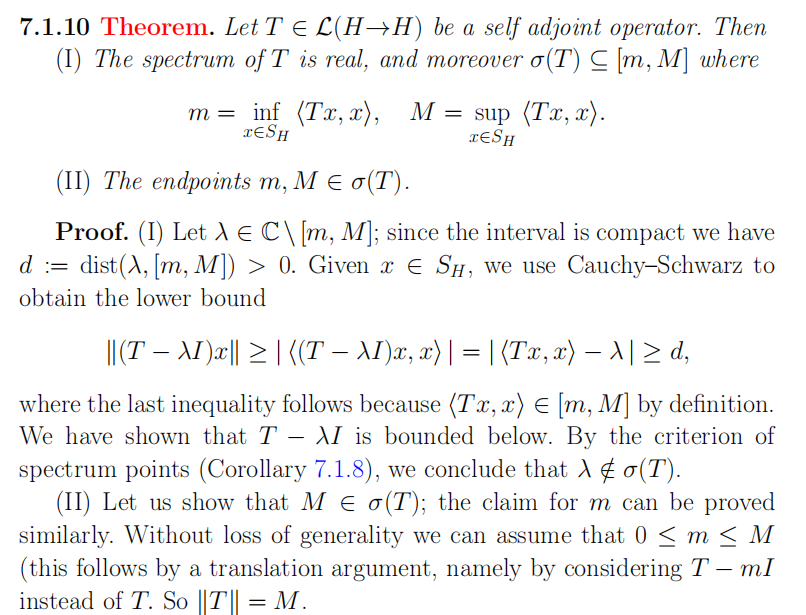 7.1.10 Theorem. Let T ∈ ℒ(H→H) be a self adjoint operator. Then
(I) The spectrum of T is real, and moreover σ(T) ⊆ [m, M] where
m = inf_{x∈S_H} ⟨Tx, x⟩, M = sup_{x∈S_H} ⟨Tx, x⟩.
(II) The endpoints m, M ∈ σ(T).
Proof. (I) Let λ ∈ ℂ\[m, M]; since the interval is compact we have
d := dist(λ, [m, M]) > 0. Given x ∈ S_H, we use Cauchy–Schwarz to
obtain the lower bound
‖(T − λI)x‖ ≥ | ⟨(T − λI)x, x⟩ | = | ⟨Tx, x⟩ − λ| ≥ d,
where the last inequality follows because ⟨Tx, x⟩ ∈ [m, M] by definition.
We have shown that T − λI is bounded below. By the criterion of
spectrum points (Corollary 7.1.8), we conclude that λ ∉ σ(T).
(II) Let us show that M ∈ σ(T); the claim for m can be proved
similarly. Without loss of generality we can assume that 0 ≤ m ≤ M
(this follows by a translation argument, namely by considering T − mI
instead of T. So ‖T‖ = M.